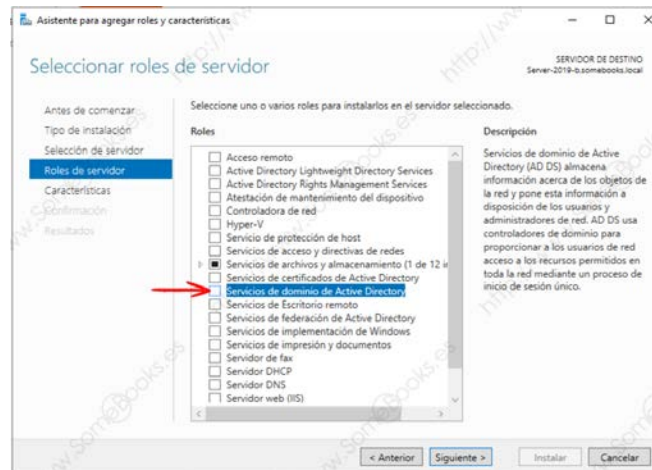 Asistente para agregar roles y características
Seleccionar roles de servidor
SERVIDOR DE DESTINO
Server-2019-b.somebooks.local
Antes de comenzar
Tipo de instalación
Selección de servidor
Roles de servidor
Características
Confirmación
Resultados
Seleccione uno o varios roles para instalarlos en el servidor seleccionado.
Roles
Acceso remoto
Active Directory Lightweight Directory Services
Active Directory Rights Management Services
Atestación de mantenimiento del dispositivo
Controladora de red
Hyper-V
Servicio de protección de host
Servicios de acceso y directivas de redes
Servicios de archivos y almacenamiento (1 de 12 in
Servicios de certificados de Active Directory
Servicios de dominio de Active Directory
Servicios de Escritorio remoto
Servicios de federación de Active Directory
Servicios de implementación de Windows
Servicios de impresión y documentos
Servidor de fax
Servidor DHCP
Servidor DNS
Servidor web (IIS)
Descripción
Servicios de dominio de Active
Directory (AD DS) almacena
información acerca de los objetos de
la red y pone esta información a
disposición de los usuarios y
administradores de red. AD DS usa
controladores de dominio para
proporcionar a los usuarios de red
acceso a los recursos permitidos en
toda la red mediante un proceso de
inicio de sesión único.
< Anterior
Siguiente >
Instalar
Cancelar